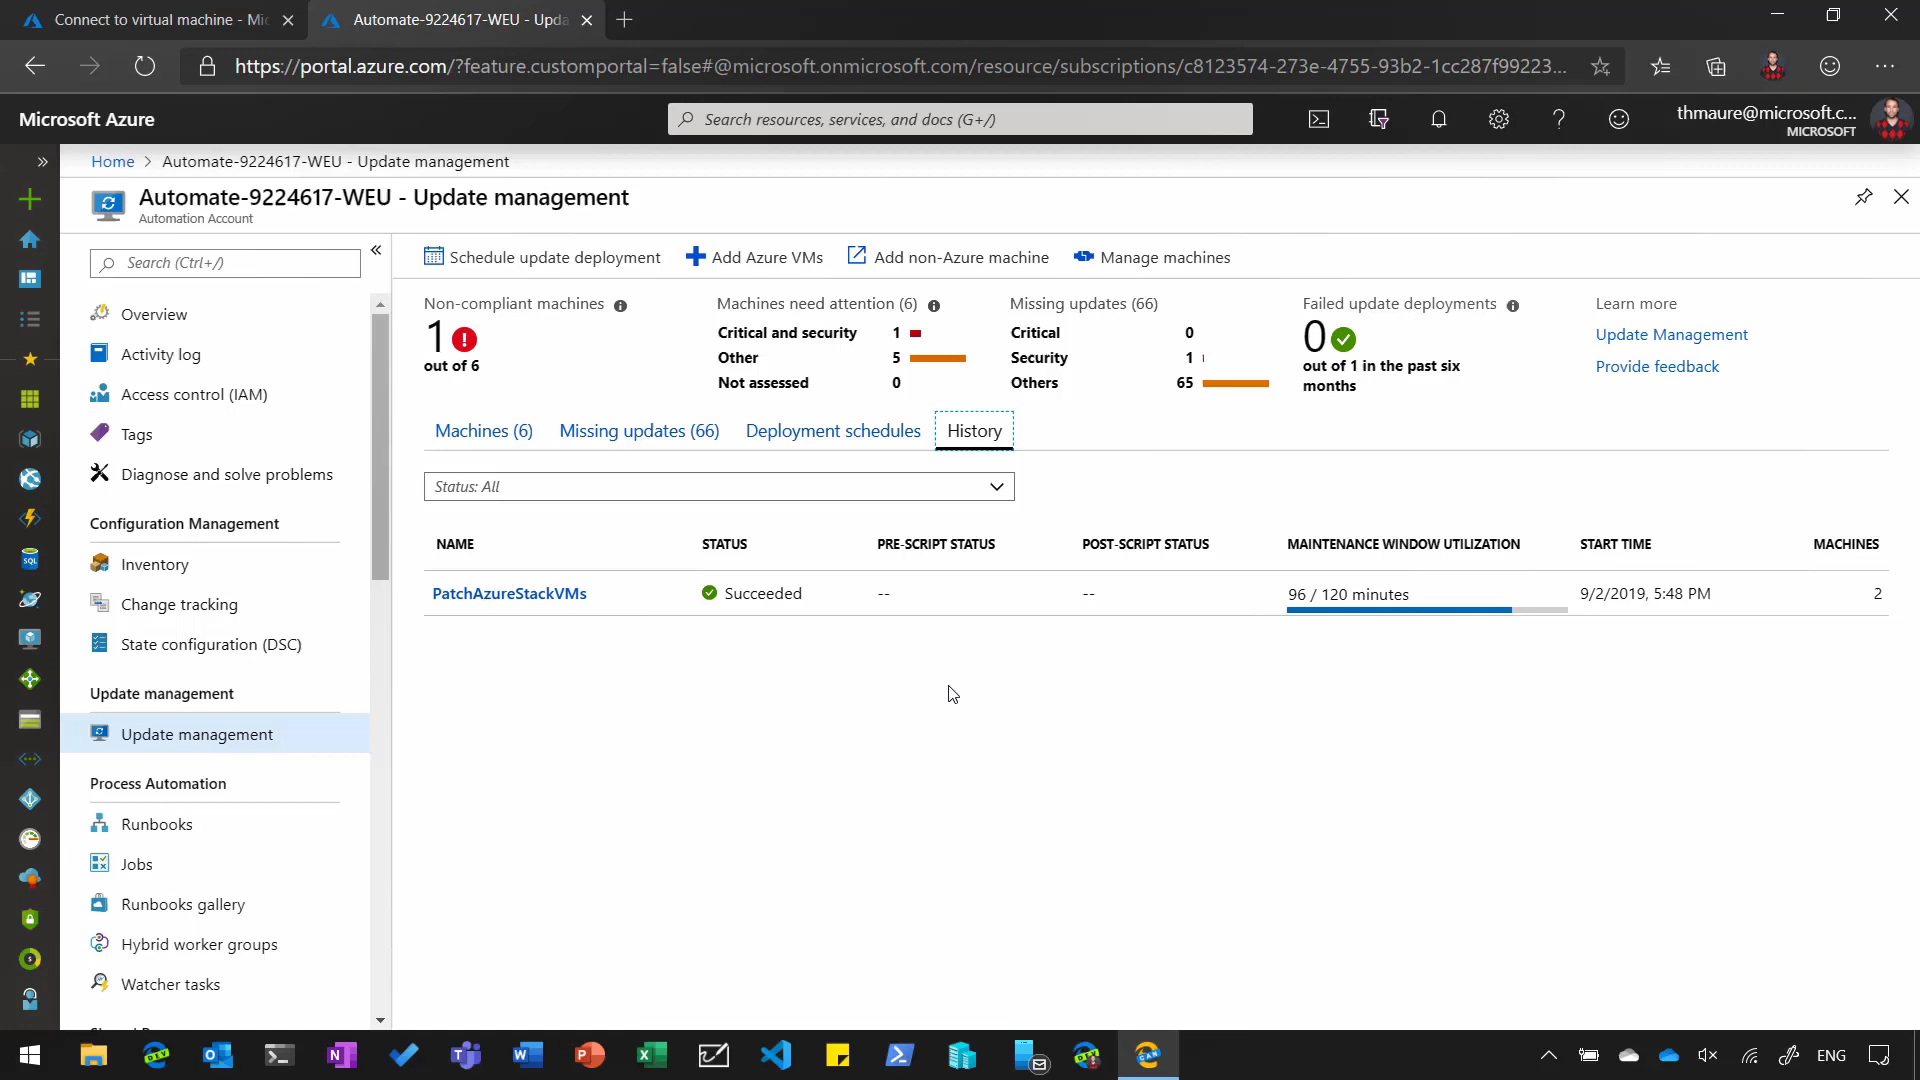 Connect to virtual machine - Mic
Automate-9224617-WEU - Upda
https://portal.azure.com/?feature.customportal=false#@microsoft.onmicrosoft.com/resource/subscriptions/c8123574-273e-4755-93b2-1cc287f99223...
Microsoft Azure
Search resources, services, and docs (G+/)
thmaure@microsoft.c...
MICROSOFT
Home > Automate-9224617-WEU - Update management
Automate-9224617-WEU - Update management
Automation Account
Search (Ctrl+/)
Overview
Activity log
Access control (IAM)
Tags
Diagnose and solve problems
Configuration Management
Inventory
Change tracking
State configuration (DSC)
Update management
Update management
Process Automation
Runbooks
Jobs
Runbooks gallery
Hybrid worker groups
Watcher tasks
Schedule update deployment
Add Azure VMs
Add non-Azure machine
Manage machines
Non-compliant machines
1
out of 6
Machines need attention (6)
Critical and security 1
Other 5
Not assessed 0
Missing updates (66)
Critical 0
Security 1
Others 65
Failed update deployments
0
out of 1 in the past six
months
Learn more
Update Management
Provide feedback
Machines (6)
Missing updates (66)
Deployment schedules
History
Status: All
NAME STATUS PRE-SCRIPT STATUS POST-SCRIPT STATUS MAINTENANCE WINDOW UTILIZATION START TIME MACHINES
PatchAzureStackVMs Succeeded -- -- 96 / 120 minutes 9/2/2019, 5:48 PM 2
ENG